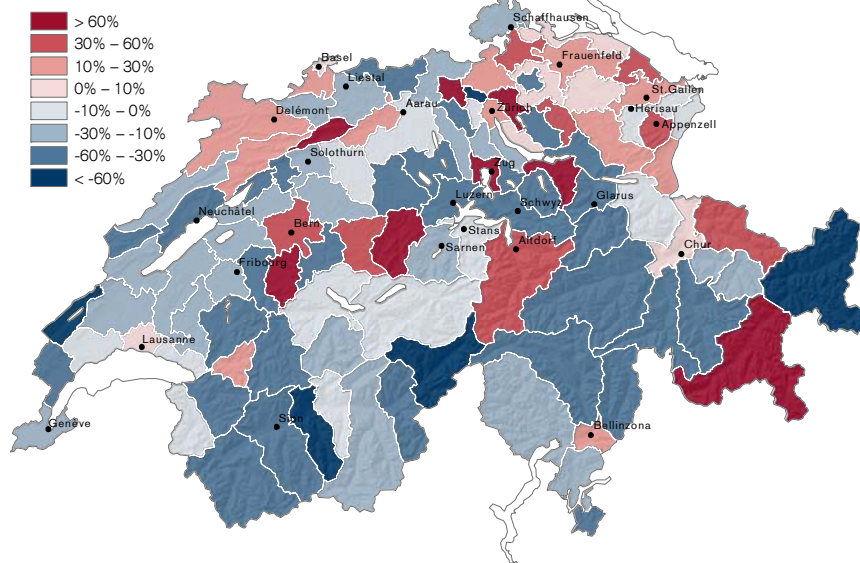 > 60%
30% – 60%
10% – 30%
0% – 10%
-10% – 0%
-30% – -10%
-60% – -30%
< -60%
Schaffhausen
Basel
Frauenfeld
Liestal
St.Gallen
Delémont
Aarau
Zürich
Herisau
Appenzell
Solothurn
Zug
Neuchâtel
Luzern
Schwyz
Glarus
Bern
Stans
Sarnen
Altdorf
Chur
Fribourg
Lausanne
Genève
Sion
Bellinzona